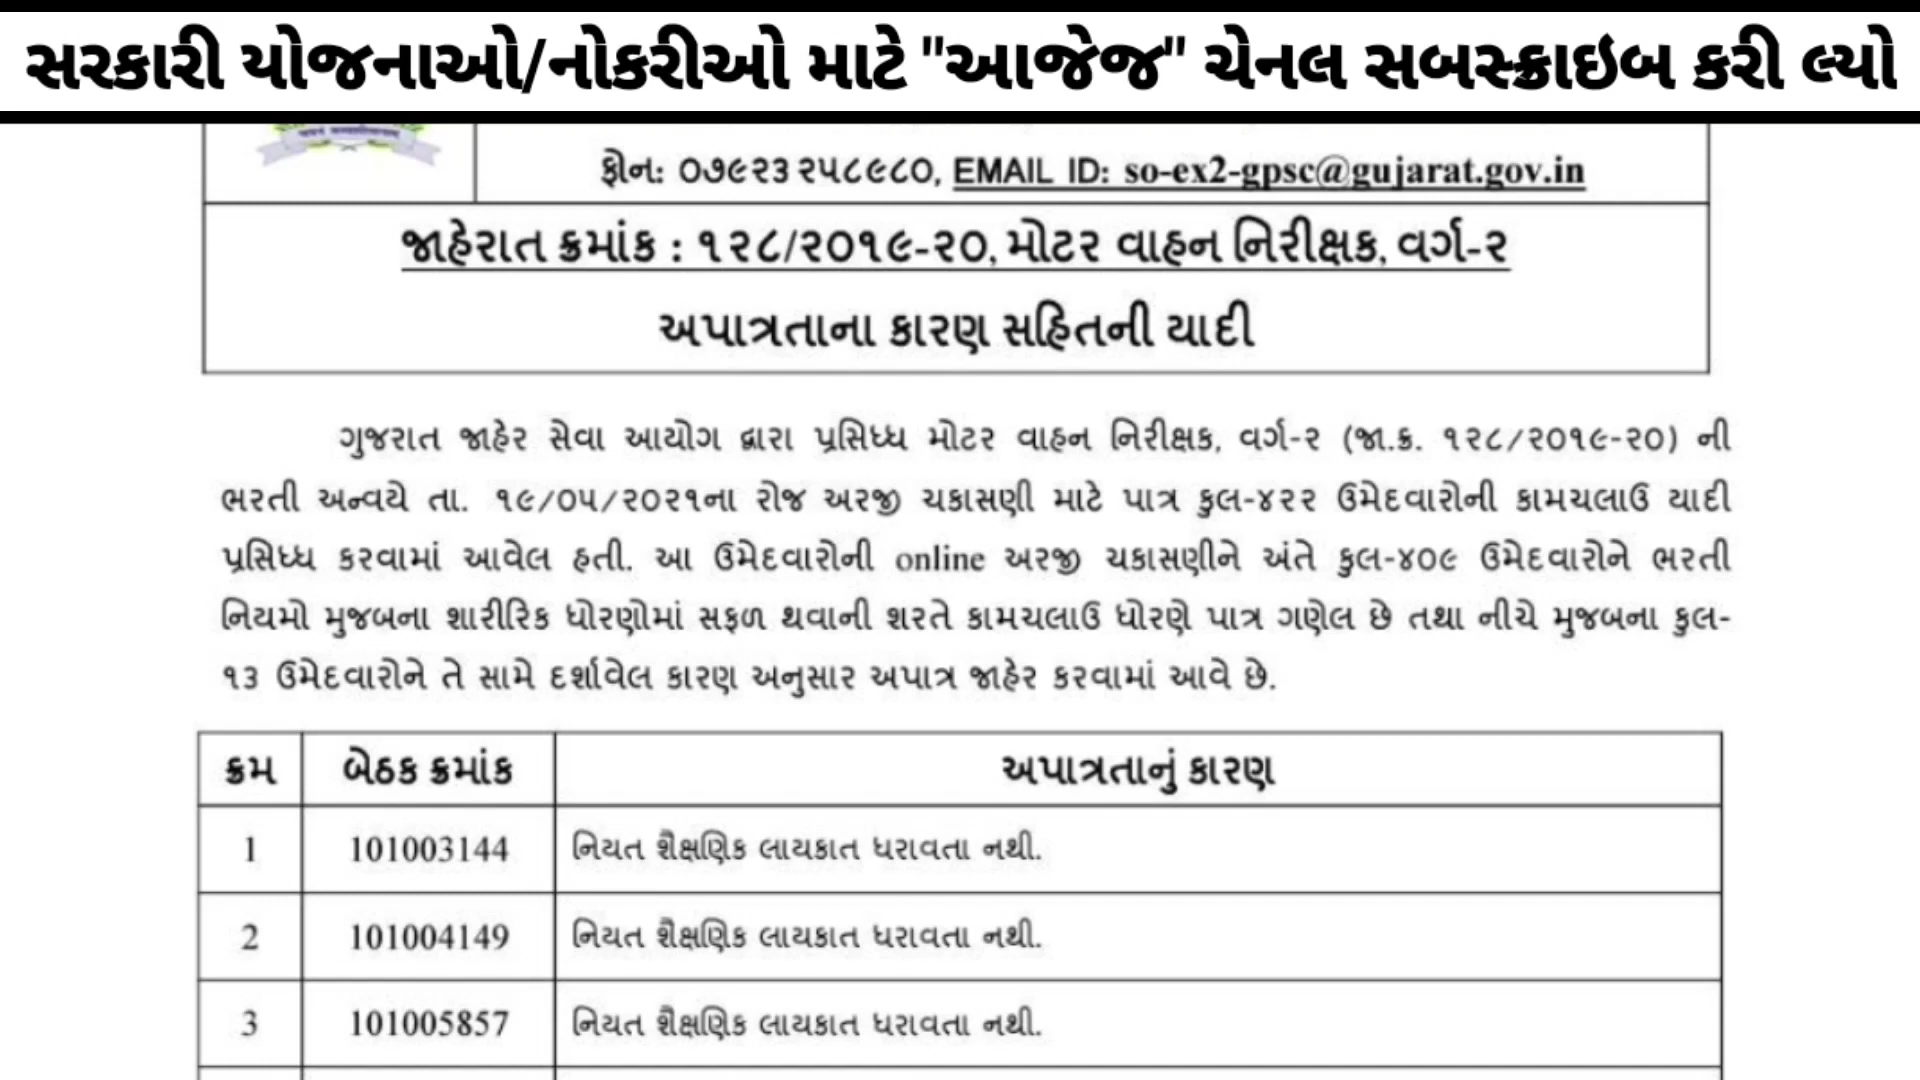 સરકારી યોજનાઓ/નોકરીઓ માટે "આજેજ" ચેનલ સબસ્ક્રાઇબ કરી લ્યો
ફોન: ૦૭૯૨૩ ૨૫૮૯૮૦, EMAIL ID: so-ex2-gpsc@gujarat.gov.in
જાહેરાત ક્રમાંક : ૧૨૮/૨૦૧૯-૨૦, મોટર વાહન નિરીક્ષક, વર્ગ-૨
અપાત્રતાના કારણ સહિતની યાદી
ગુજરાત જાહેર સેવા આયોગ દ્વારા પ્રસિધ્ધ મોટર વાહન નિરીક્ષક, વર્ગ-૨ (જા.ક્ર. ૧૨૮/૨૦૧૯-૨૦) ની
ભરતી અન્વયે તા. ૧૯/૦૫/૨૦૨૧ના રોજ અરજી ચકાસણી માટે પાત્ર કુલ-૪૨૨ ઉમેદવારોની કામચલાઉ યાદી
પ્રસિધ્ધ કરવામાં આવેલ હતી. આ ઉમેદવારોની online અરજી ચકાસણીને અંતે કુલ-૪૦૯ ઉમેદવારોને ભરતી
નિયમો મુજબના શારીરિક ધોરણોમાં સફળ થવાની શરતે કામચલાઉ ધોરણે પાત્ર ગણેલ છે તથા નીચે મુજબના કુલ-
૧૩ ઉમેદવારોને તે સામે દર્શાવેલ કારણ અનુસાર અપાત્ર જાહેર કરવામાં આવે છે.
ક્રમ બેઠક ક્રમાંક અપાત્રતાનું કારણ
1 101003144 નિયત શૈક્ષણિક લાયકાત ધરાવતા નથી.
2 101004149 નિયત શૈક્ષણિક લાયકાત ધરાવતા નથી.
3 101005857 નિયત શૈક્ષણિક લાયકાત ધરાવતા નથી.